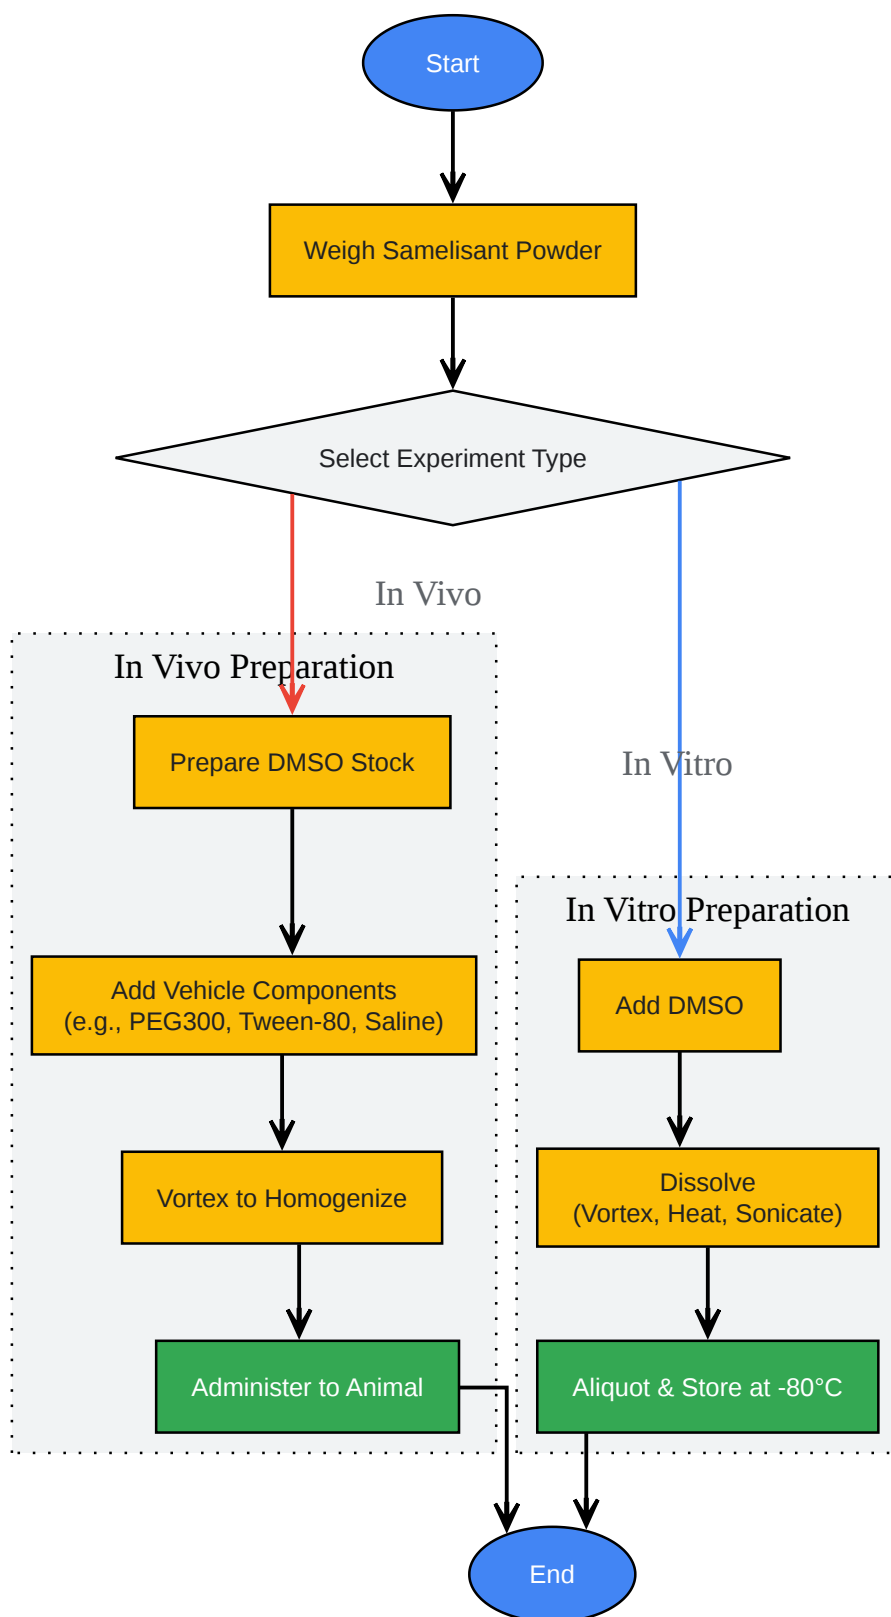 Start
Weigh Samelisant Powder
Select Experiment Type
In Vivo
In Vivo Preparation
Prepare DMSO Stock
Add Vehicle Components
(e.g., PEG300, Tween-80, Saline)
Vortex to Homogenize
Administer to Animal
In Vitro
In Vitro Preparation
Add DMSO
Dissolve
(Vortex, Heat, Sonicate)
Aliquot & Store at -80°C
End